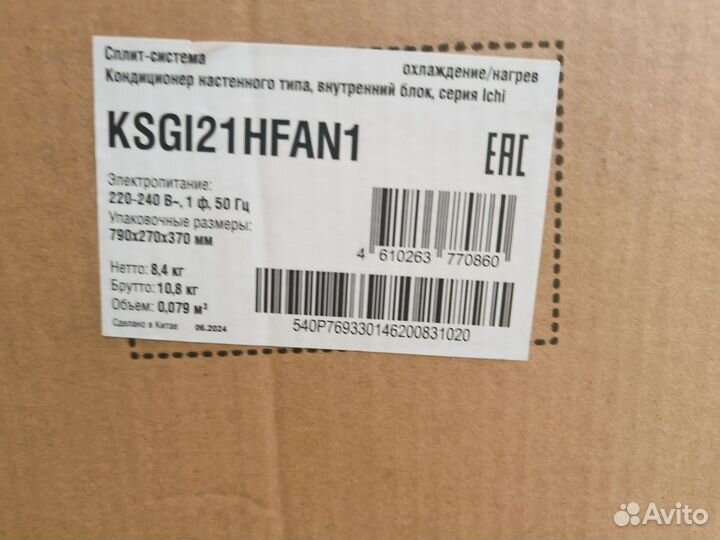 Сплит-система
охлаждение/нагрев
Кондиционер настенного типа, внутренний блок, серия Ichi
KSGI21HFAN1
EAC
Электропитание:
220-240 В~, 1 ф, 50 Гц
Упаковочные размеры:
790x270x370 мм
4 610263 770860
Нетто: 8,4 кг
Брутто: 10,8 кг
Объем: 0,079 м³
Сделано в Китае 06.2024
540P769330146200831020
Avito